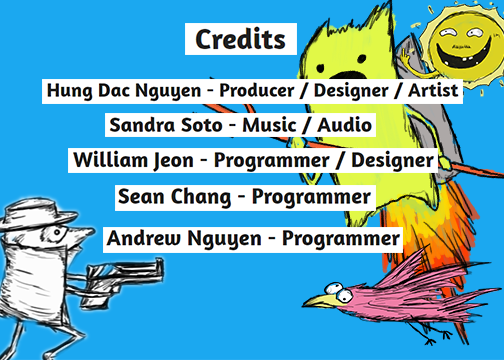 Credits
Hung Dac Nguyen - Producer / Designer / Artist
Sandra Soto - Music / Audio
William Jeon - Programmer / Designer
Sean Chang - Programmer
Andrew Nguyen - Programmer